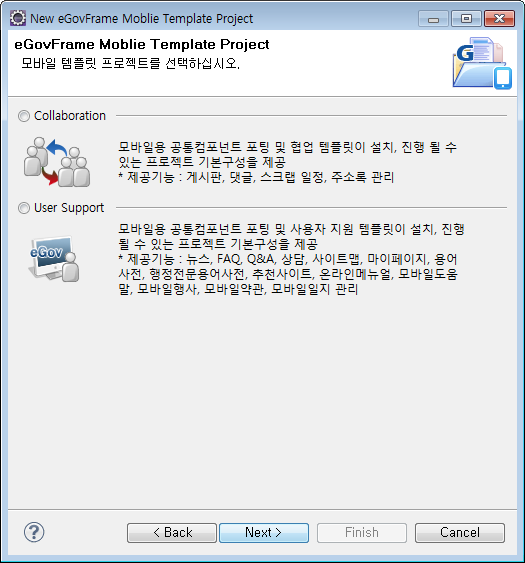 New eGovFrame Moblie Template Project
eGovFrame Moblie Template Project
모바일 템플릿 프로젝트를 선택하십시오.
G
Collaboration
모바일용 공통컴포넌트 포팅 및 협업 템플릿이 설치, 진행 될 수
있는 프로젝트 기본구성을 제공
* 제공기능 : 게시판, 댓글, 스크랩 일정, 주소록 관리
User Support
eGov
모바일용 공통컴포넌트 포팅 및 사용자 지원 템플릿이 설치, 진행
될 수 있는 프로젝트 기본구성을 제공
* 제공기능 : 뉴스, FAQ, Q&A, 상담, 사이트맵, 마이페이지, 용어
사전, 행정전문용어사전, 추천사이트, 온라인메뉴얼, 모바일도움
말, 모바일행사, 모바일약관, 모바일일지 관리
?
< Back
Next >
Finish
Cancel